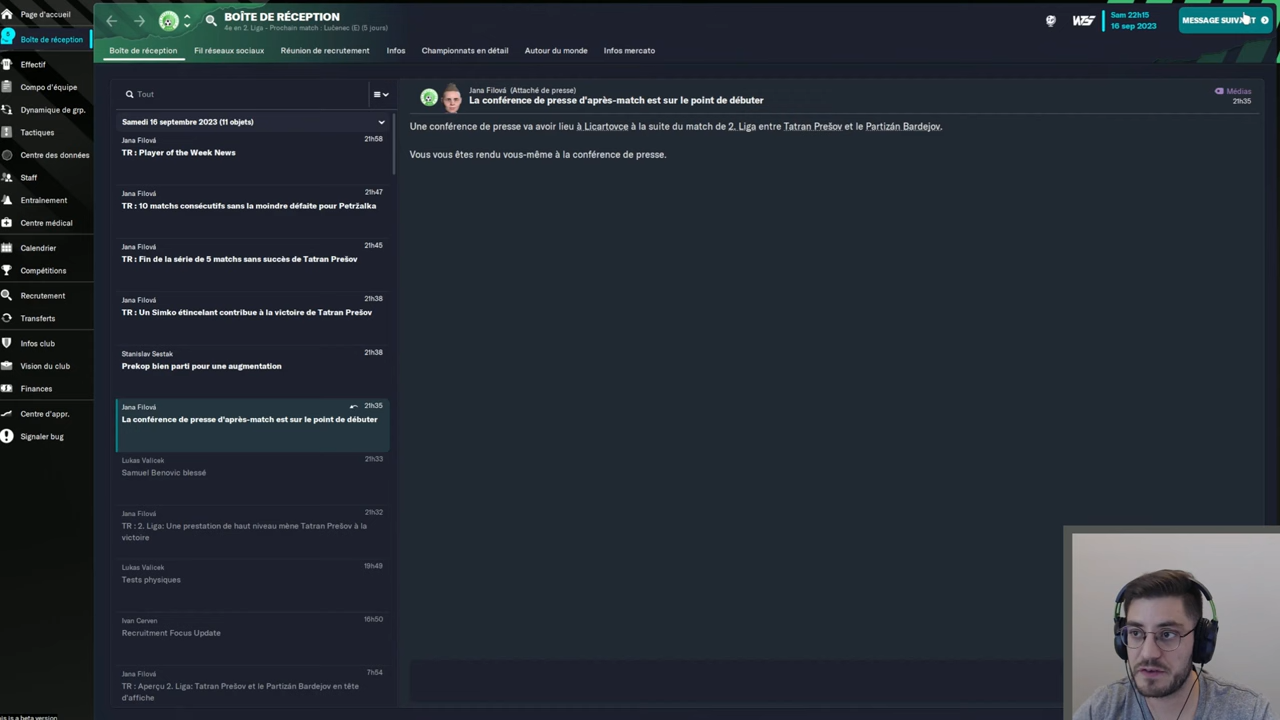 Page d'accueil
Boîte de réception
Effectif
Compo d'équipe
Dynamique de grp.
Tactiques
Centre des données
Staff
Entraînement
Centre médical
Calendrier
Compétitions
Recrutement
Transferts
Infos club
Vision du club
Finances
Centre d'appr.
Signaler bug
BOÎTE DE RÉCEPTION
4e en 2. Liga - Prochain match : Lučenec (E) (5 jours)
Sam 22h15
16 sep 2023
MESSAGE SUIVANT
Boîte de réception
Fil réseaux sociaux
Réunion de recrutement
Infos
Championnats en détail
Autour du monde
Infos mercato
Tout
Samedi 16 septembre 2023 (11 objets)
Jana Filová 21h58
TR : Player of the Week News
Jana Filová 21h47
TR : 10 matchs consécutifs sans la moindre défaite pour Petržalka
Jana Filová 21h45
TR : Fin de la série de 5 matchs sans succès de Tatran Prešov
Jana Filová 21h38
TR : Un Simko étincelant contribue à la victoire de Tatran Prešov
Stanislav Sestak 21h38
Prekop bien parti pour une augmentation
Jana Filová 21h35
La conférence de presse d'après-match est sur le point de débuter
Lukas Valicek 21h33
Samuel Benovic blessé
Jana Filová 21h32
TR : 2. Liga: Une prestation de haut niveau mène Tatran Prešov à la
victoire
Lukas Valicek 19h49
Tests physiques
Ivan Cerven 16h50
Recruitment Focus Update
Jana Filová 7h54
TR : Aperçu 2. Liga: Tatran Prešov et le Partizán Bardejov en tête
d'affiche
Jana Filová (Attaché de presse)
La conférence de presse d'après-match est sur le point de débuter
Médias
21h35
Une conférence de presse va avoir lieu à Licartovce à la suite du match de 2. Liga entre Tatran Prešov et le Partizán Bardejov.
Vous vous êtes rendu vous-même à la conférence de presse.
is a beta version